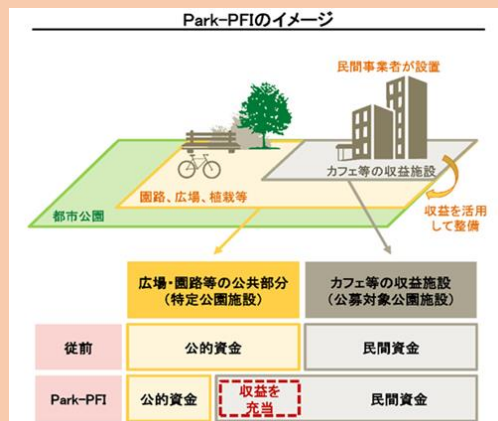 Park-PFIのイメージ
民間事業者が設置
カフェ等の収益施設
園路、広場、植栽等
都市公園
収益を活用
して整備
広場・園路等の公共部分
（特定公園施設）
カフェ等の収益施設
（公募対象公園施設）
従前
公的資金
民間資金
Park-PFI
公的資金
収益を
充当
民間資金